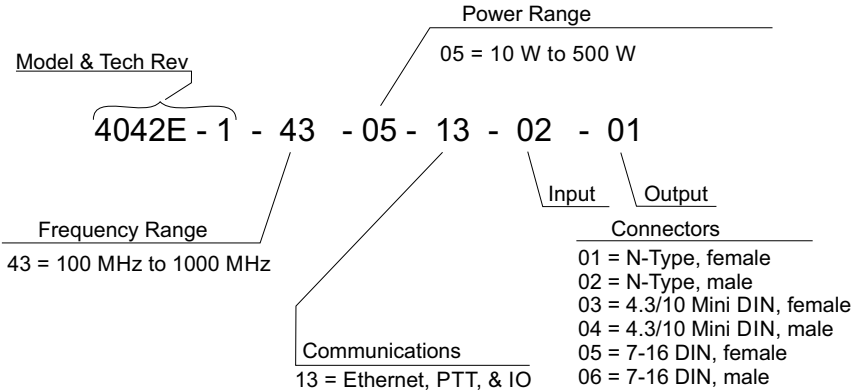 Power Range
05 = 10 W to 500 W
Model & Tech Rev
4042E - 1 - 43 - 05 - 13 - 02 - 01
Input
Output
Frequency Range
43 = 100 MHz to 1000 MHz
Connectors
01 = N-Type, female
02 = N-Type, male
03 = 4.3/10 Mini DIN, female
04 = 4.3/10 Mini DIN, male
05 = 7-16 DIN, female
06 = 7-16 DIN, male
Communications
13 = Ethernet, PTT, & IO